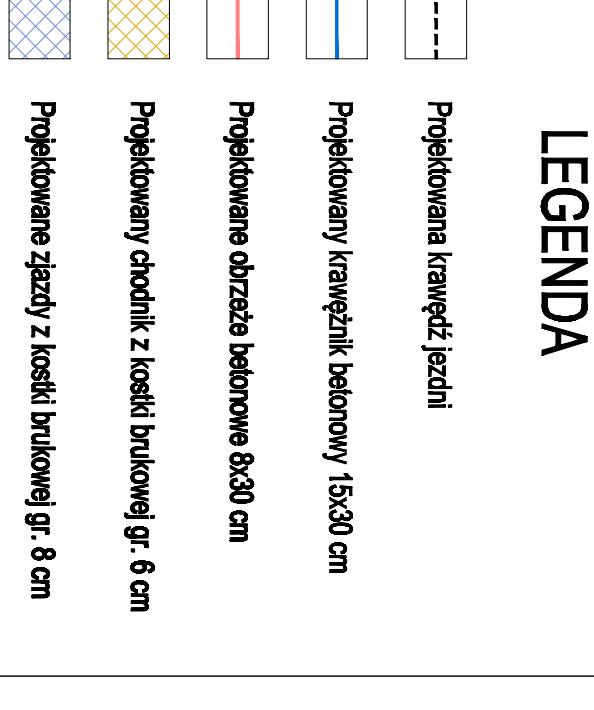 LEGENDA
Projektowana krawędź jezdni
Projektowany krawężnik betonowy 15x30 cm
Projektowane obrzeże betonowe 8x30 cm
Projektowany chodnik z kostki brukowej gr. 6 cm
Projektowane zjazdy z kostki brukowej gr. 8 cm